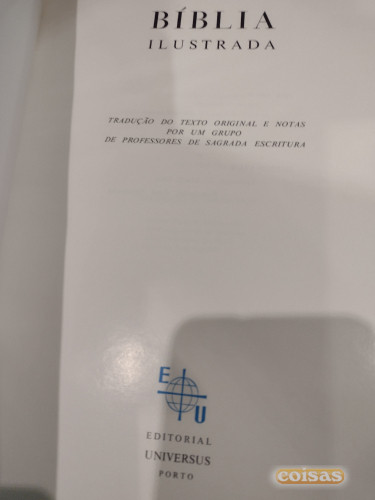 BÍBLIA
ILUSTRADA
TRADUÇÃO DO TEXTO ORIGINAL E NOTAS
POR UM GRUPO
DE PROFESSORES DE SAGRADA ESCRITURA
E
U
EDITORIAL
UNIVERSUS
PORTO
coisas